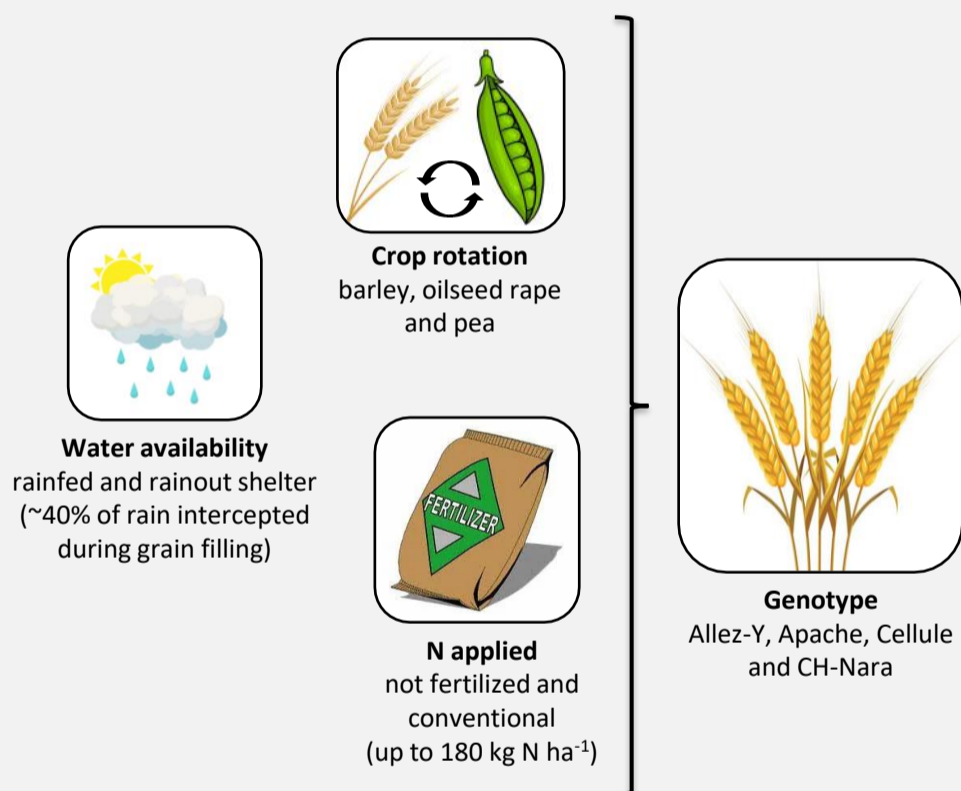 Crop rotation
barley, oilseed rape
and pea
Water availability
rainfed and rainout shelter
(~40% of rain intercepted
during grain filling)
FERTILIZER
N applied
not fertilized and
conventional
(up to 180 kg N ha⁻¹)
Genotype
Allez-Y, Apache, Cellule
and CH-Nara